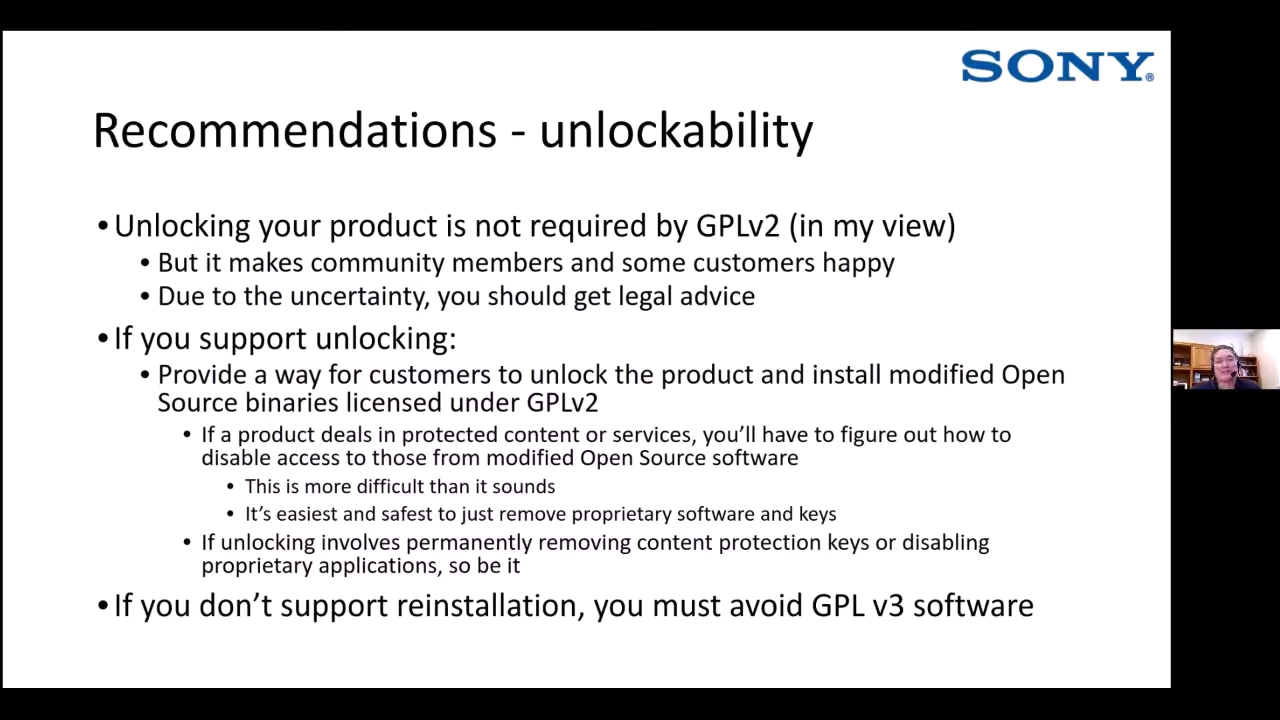 SONY®
Recommendations - unlockability
•Unlocking your product is not required by GPLv2 (in my view)
• But it makes community members and some customers happy
• Due to the uncertainty, you should get legal advice
•If you support unlocking:
• Provide a way for customers to unlock the product and install modified Open
Source binaries licensed under GPLv2
• If a product deals in protected content or services, you’ll have to figure out how to
disable access to those from modified Open Source software
• This is more difficult than it sounds
• It’s easiest and safest to just remove proprietary software and keys
• If unlocking involves permanently removing content protection keys or disabling
proprietary applications, so be it
•If you don’t support reinstallation, you must avoid GPL v3 software